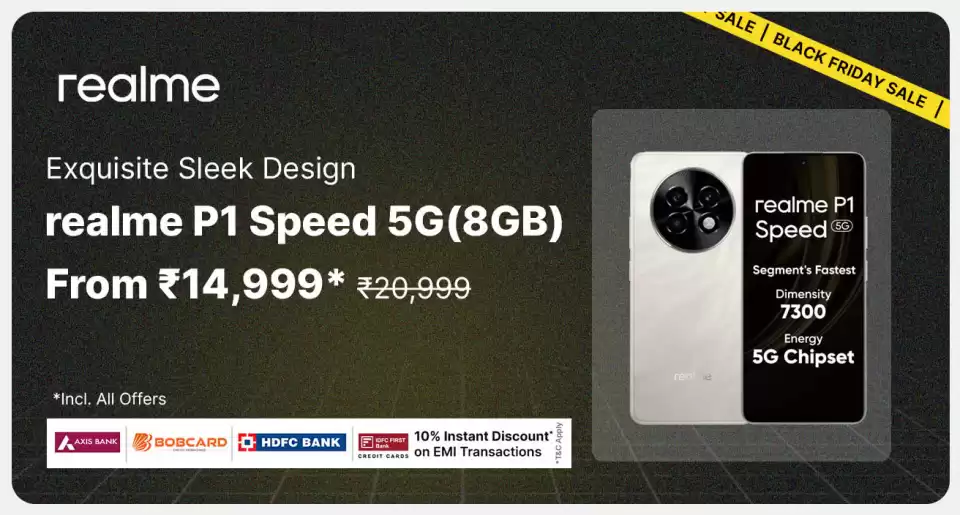 SALE | BLACK FRIDAY SALE |
realme
Exquisite Sleek Design
realme P1 Speed 5G(8GB)
From ₹14,999* ₹20,999
realme P1
Speed 5G
Segment's Fastest
Dimensity
7300
Energy
5G Chipset
*Incl. All Offers
AXIS BANK
BOBCARD
HDFC BANK
IDFC FIRST
Bank
CREDIT CARDS
10% Instant Discount*
on EMI Transactions
*T&C Apply